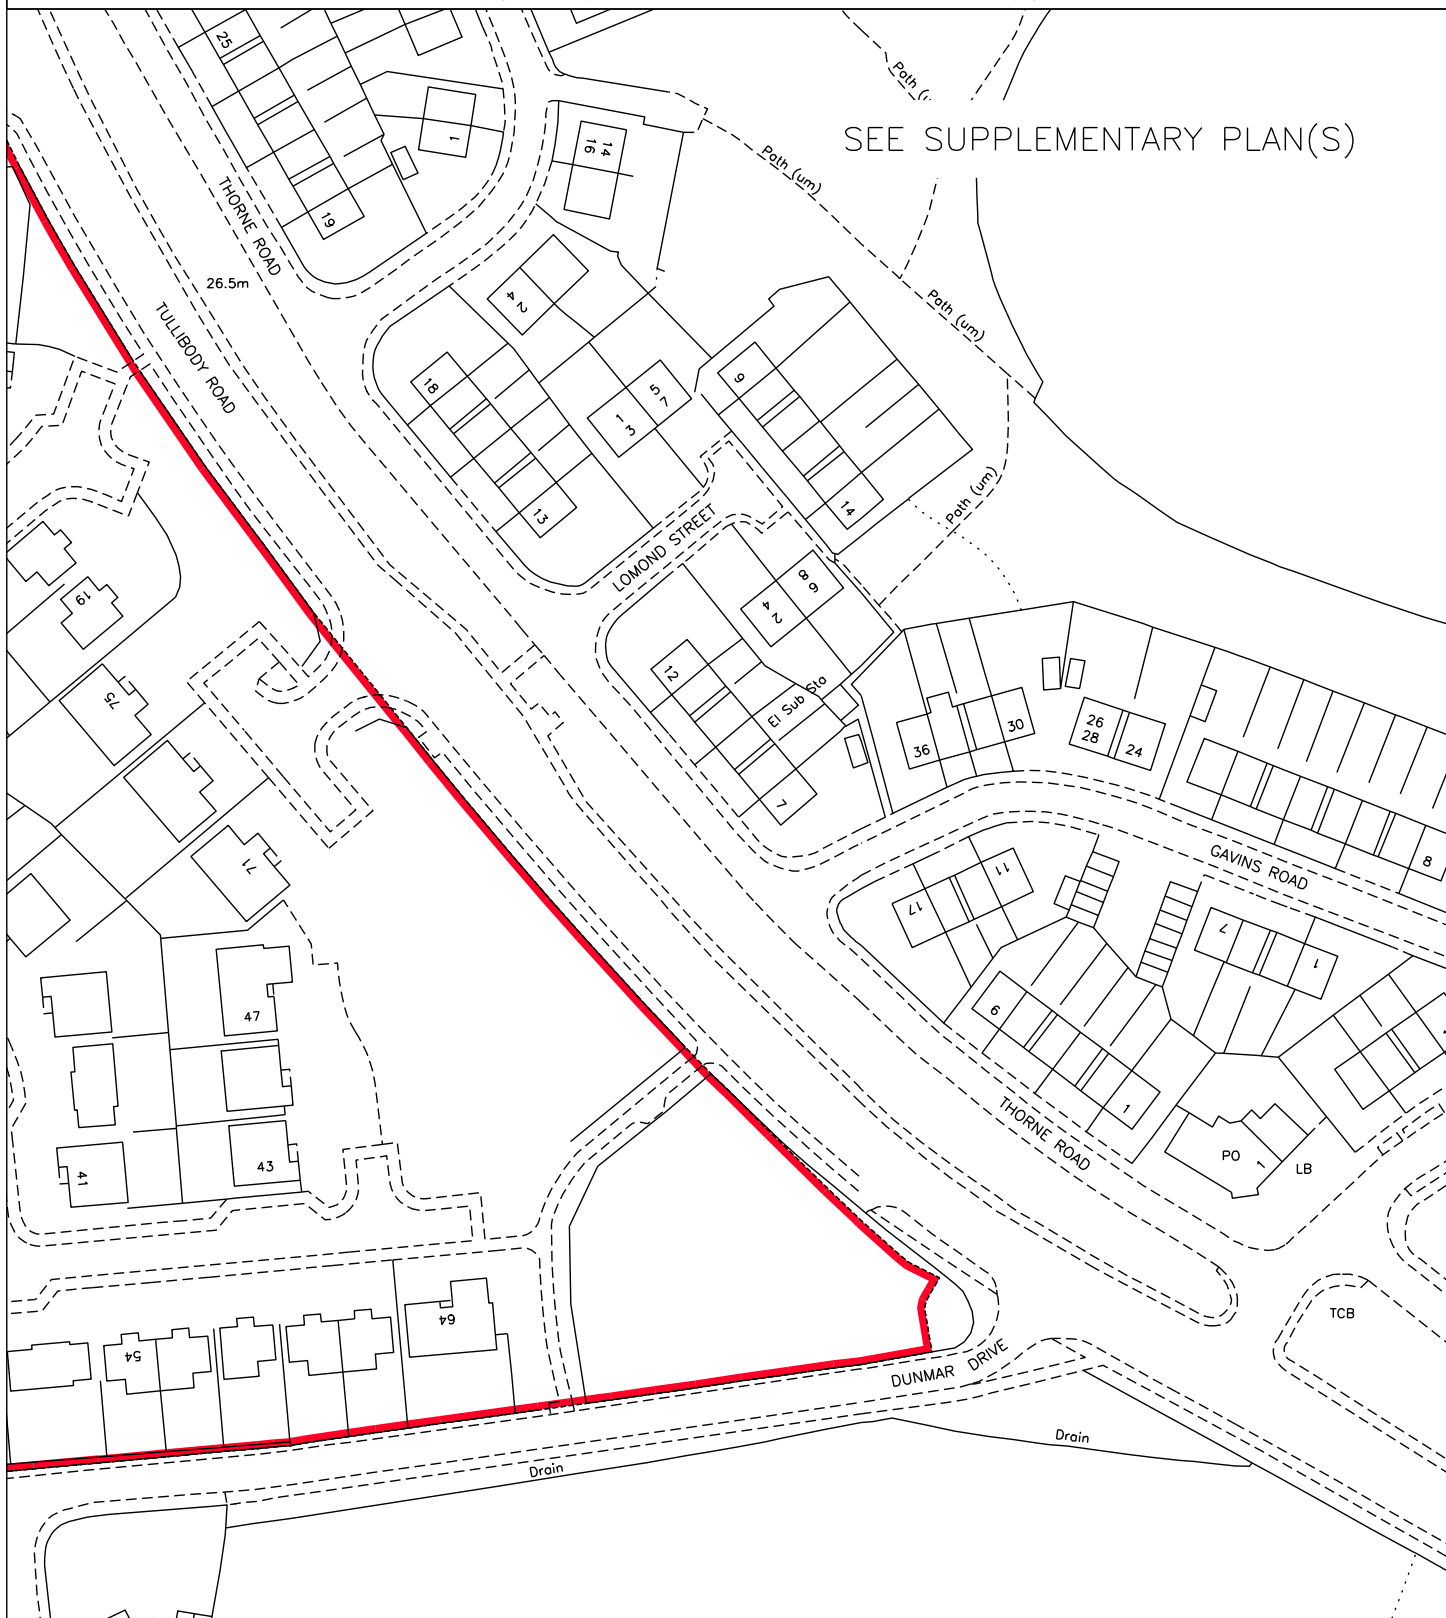 25
Path (u
SEE SUPPLEMENTARY PLAN(S)
1
14
16
Path (um)
THORNE ROAD
19
26.5m
4
2
Path (um)
TULLIBODY ROAD
18
9
5
7
1
3
Path (um)
14
13
LOMOND STREET
8
6
19
4
2
12
El Sub Sta
75
30
36
26
28
24
7
GAVINS ROAD
8
71
11
17
7
1
47
6
1
THORNE ROAD
PO
1
LB
43
41
TCB
64
54
DUNMAR DRIVE
Drain
Drain